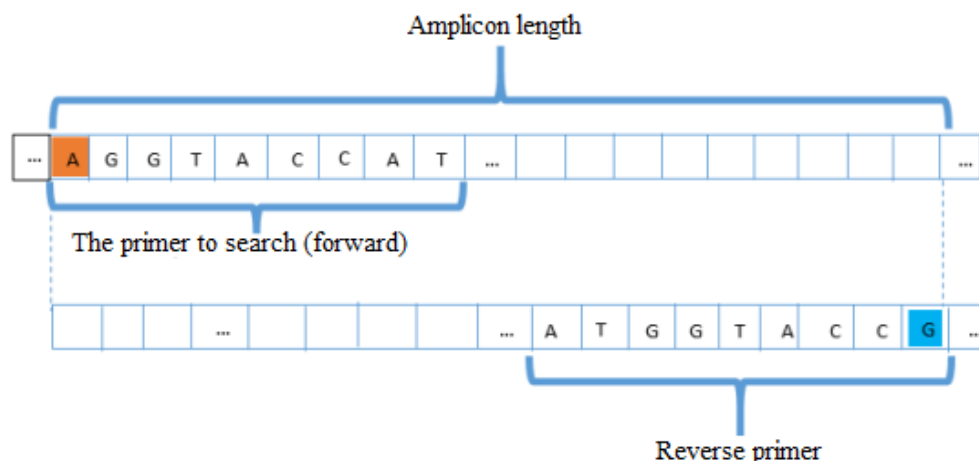 Amplicon length
... A G G T A C C A T ... ...
The primer to search (forward)
... ... A T G G T A C C G ...
Reverse primer